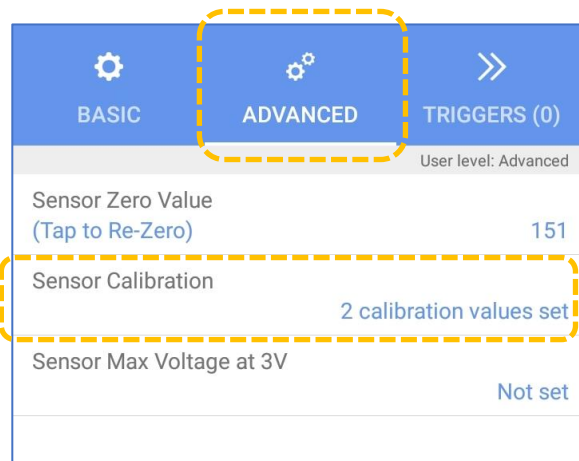 BASIC
ADVANCED
TRIGGERS (0)
User level: Advanced
Sensor Zero Value
(Tap to Re-Zero)
151
Sensor Calibration
2 calibration values set
Sensor Max Voltage at 3V
Not set